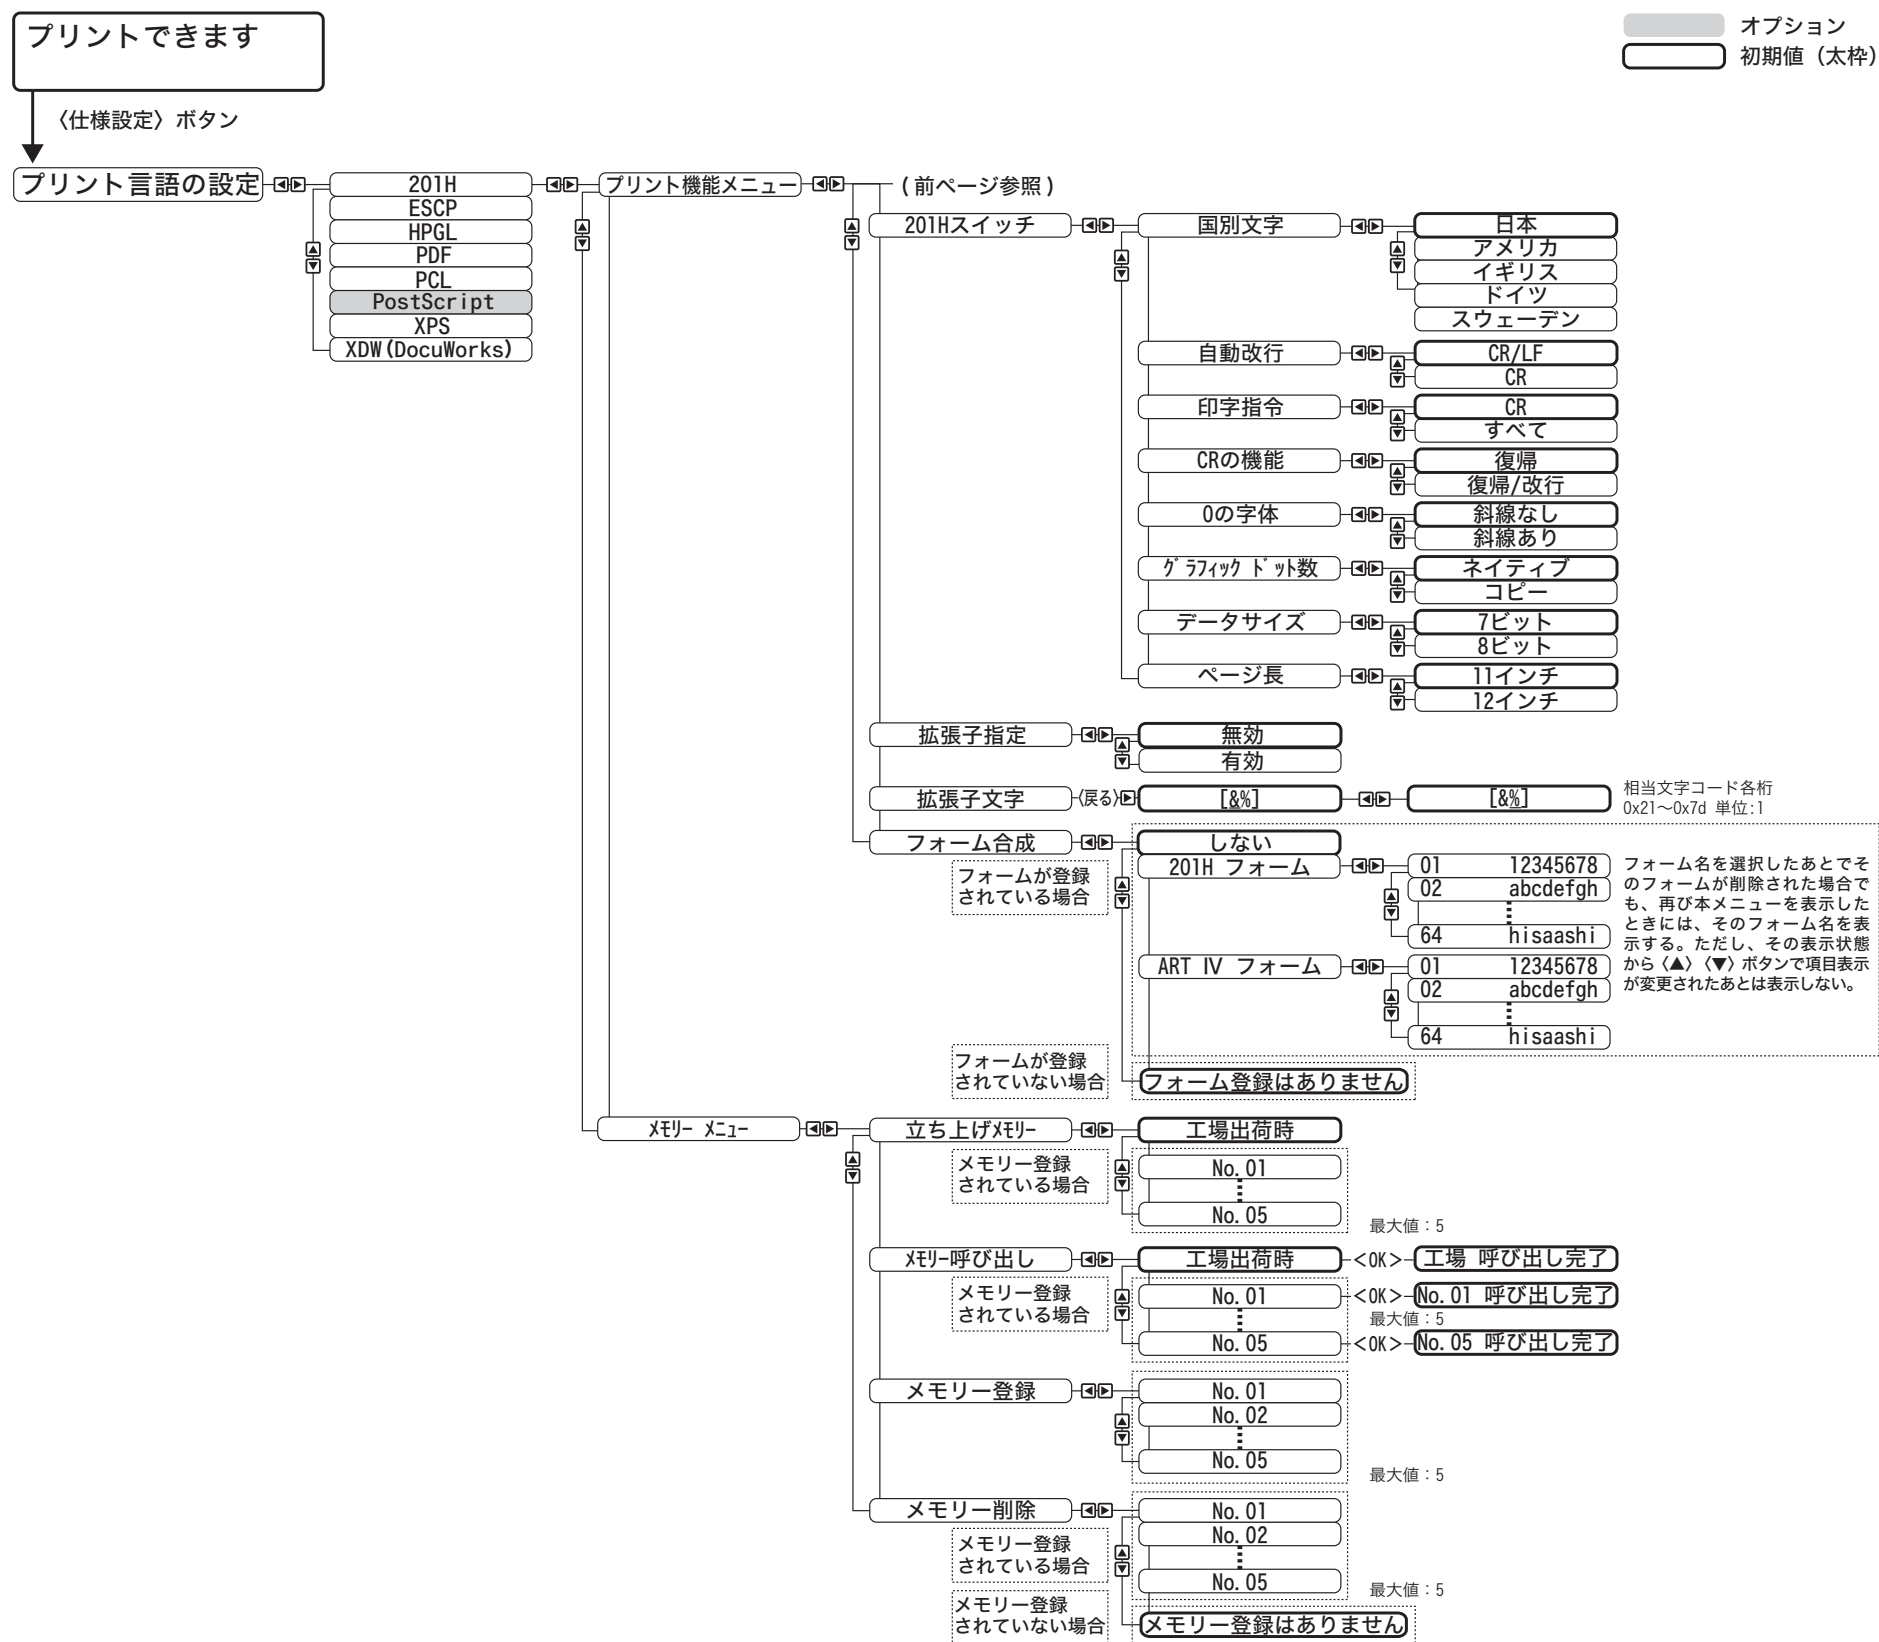 プリントできます
オプション
初期値（太枠）
〈仕様設定〉ボタン
プリント言語の設定
201H
ESCP
HPGL
PDF
PCL
PostScript
XPS
XDW(DocuWorks)
プリント機能メニュー
(前ページ参照)
201Hスイッチ
国別文字
日本
アメリカ
イギリス
ドイツ
スウェーデン
自動改行
CR/LF
CR
印字指令
CR
すべて
CRの機能
復帰
復帰/改行
0の字体
斜線なし
斜線あり
ｸﾞﾗﾌｨｯｸ ﾄﾞｯﾄ数
ネイティブ
コピー
データサイズ
7ビット
8ビット
ページ長
11インチ
12インチ
拡張子指定
無効
有効
拡張子文字
〈戻る〉
[&%]
[&%]
相当文字コード各桁
0x21～0x7d 単位:1
フォーム合成
しない
フォームが登録
されている場合
201H フォーム
01 12345678
02 abcdefgh
64 hisaashi
ART Ⅳ フォーム
01 12345678
02 abcdefgh
64 hisaashi
フォーム名を選択したあとでそ
のフォームが削除された場合で
も、再び本メニューを表示した
ときには、そのフォーム名を表
示する。ただし、その表示状態
から〈▲〉〈▼〉ボタンで項目表示
が変更されたあとは表示しない。
フォームが登録
されていない場合
フォーム登録はありません
ﾒﾓﾘｰ ﾒﾆｭｰ
立ち上げﾒﾓﾘｰ
工場出荷時
メモリー登録
されている場合
No.01
No.05
最大値：5
ﾒﾓﾘｰ呼び出し
工場出荷時
<OK>
工場 呼び出し完了
メモリー登録
されている場合
No.01
<OK>
No.01 呼び出し完了
最大値：5
No.05
<OK>
No.05 呼び出し完了
メモリー登録
No.01
No.02
No.05
最大値：5
メモリー削除
No.01
No.02
メモリー登録
されている場合
No.05
最大値：5
メモリー登録
されていない場合
メモリー登録はありません